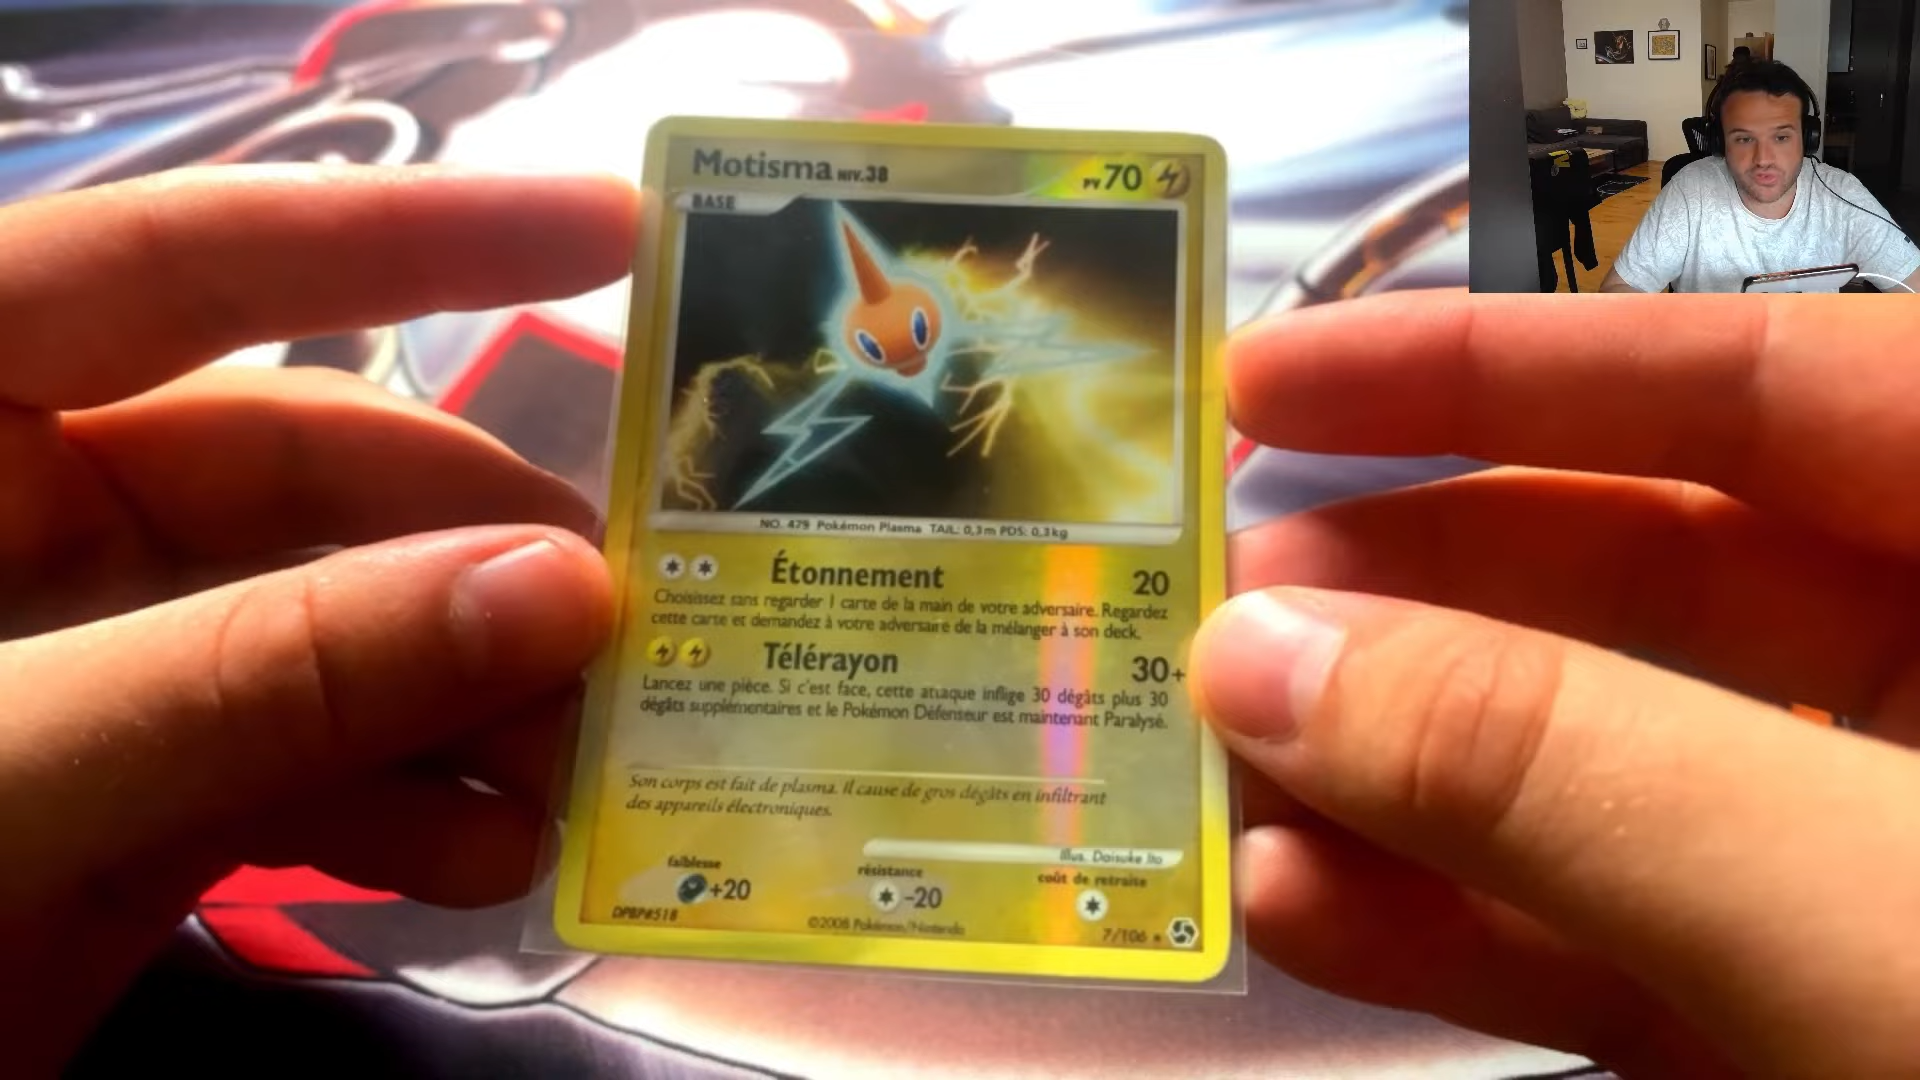 Motisma NIV.38 PV 70
BASE
NO. 479 Pokémon Plasma TAIL: 0,3m PDS: 0,3kg
Étonnement 20
Choisissez sans regarder 1 carte de la main de votre adversaire. Regardez
cette carte et demandez à votre adversaire de la mélanger à son deck.
Télérayon 30+
Lancez une pièce. Si c'est face, cette attaque inflige 30 dégâts plus 30
dégâts supplémentaires et le Pokémon Défenseur est maintenant Paralysé.
Son corps est fait de plasma. Il cause de gros dégâts en infiltrant
des appareils électroniques.
Illus. Daisuke Ito
faiblesse résistance coût de retraite
+20 -20
DPBP#518 ©2008 Pokémon/Nintendo 7/106 ★